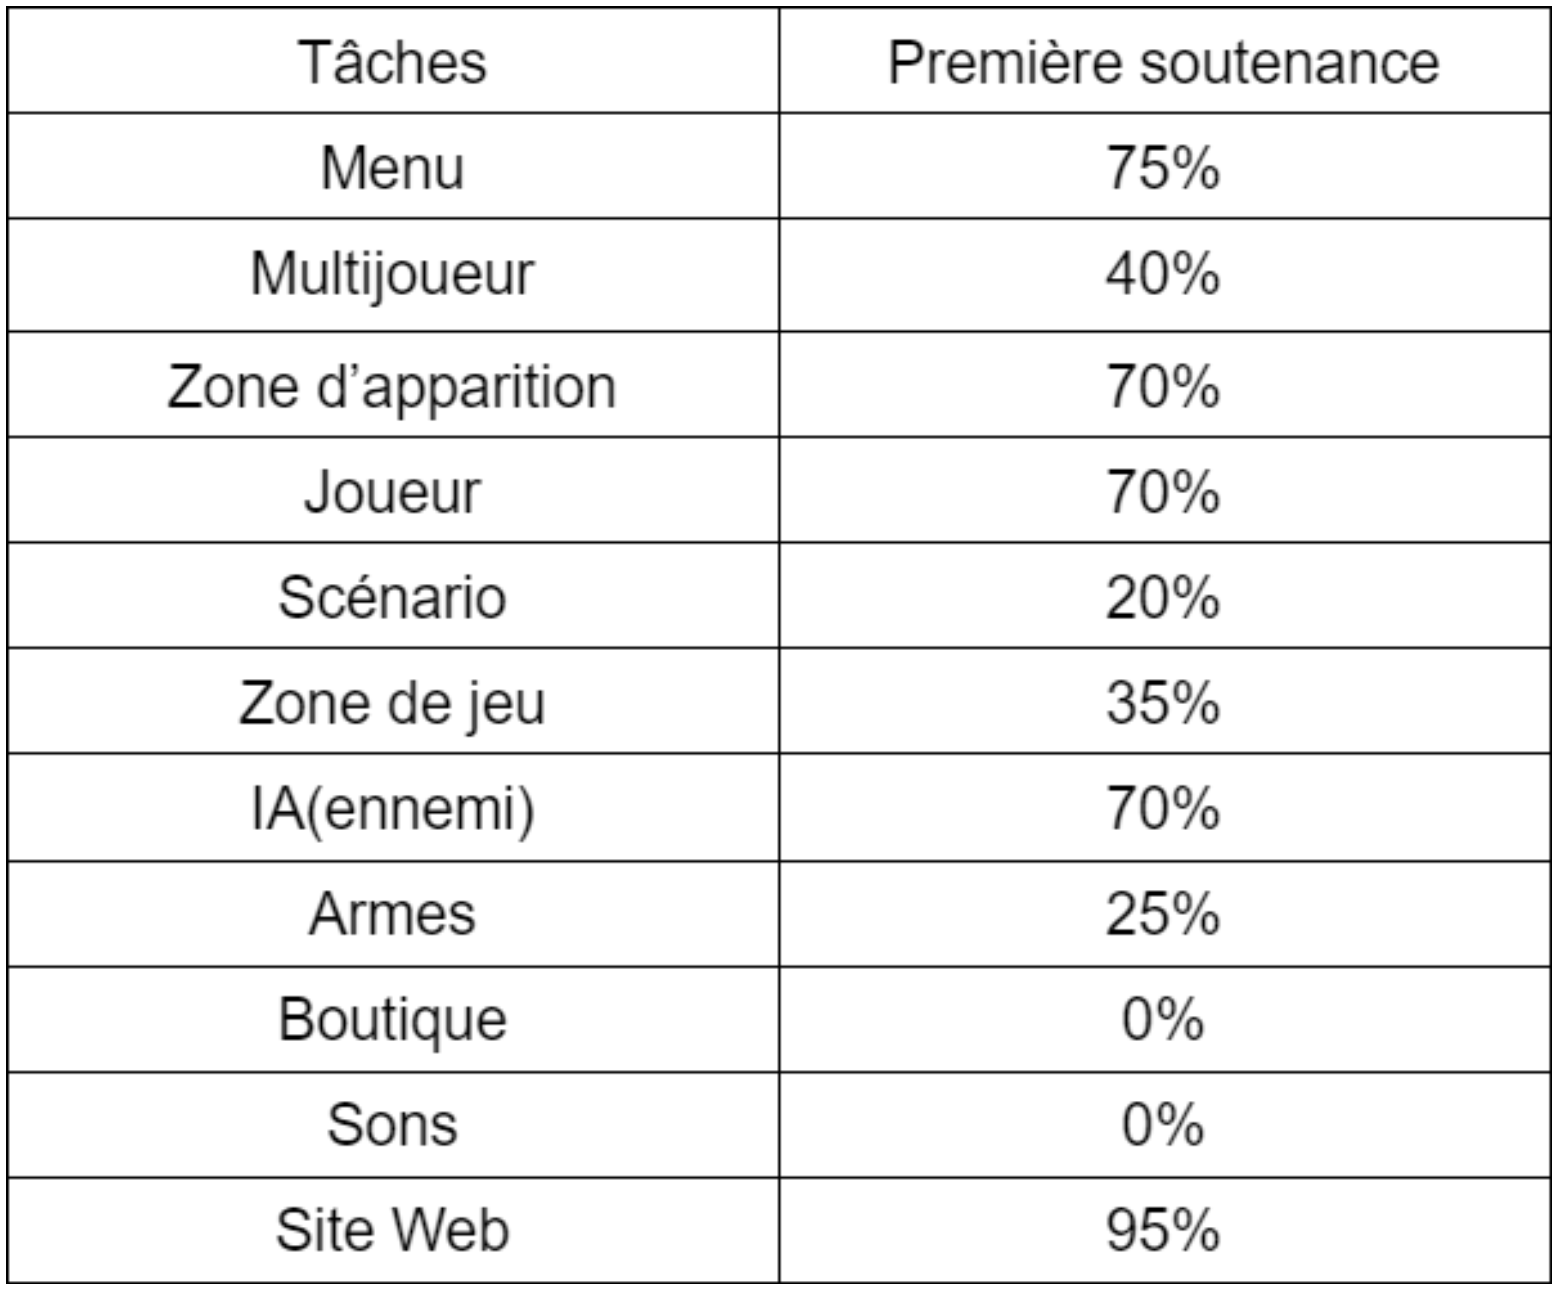 Tâches Première soutenance
Menu 75%
Multijoueur 40%
Zone d’apparition 70%
Joueur 70%
Scénario 20%
Zone de jeu 35%
IA(ennemi) 70%
Armes 25%
Boutique 0%
Sons 0%
Site Web 95%